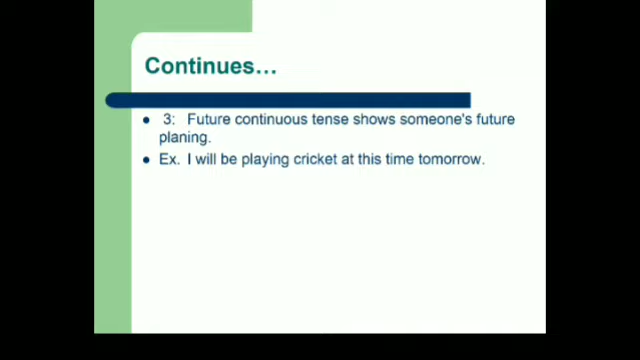 Continues...
• 3: Future continuous tense shows someone's future
planing.
• Ex. I will be playing cricket at this time tomorrow.